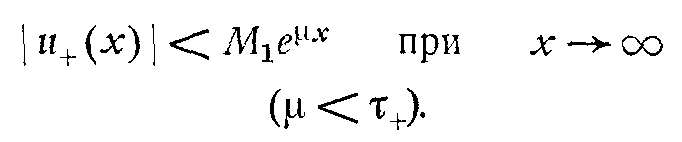 |u₊(x)| < M₁e^{μx} при x → ∞
(μ < τ₊).